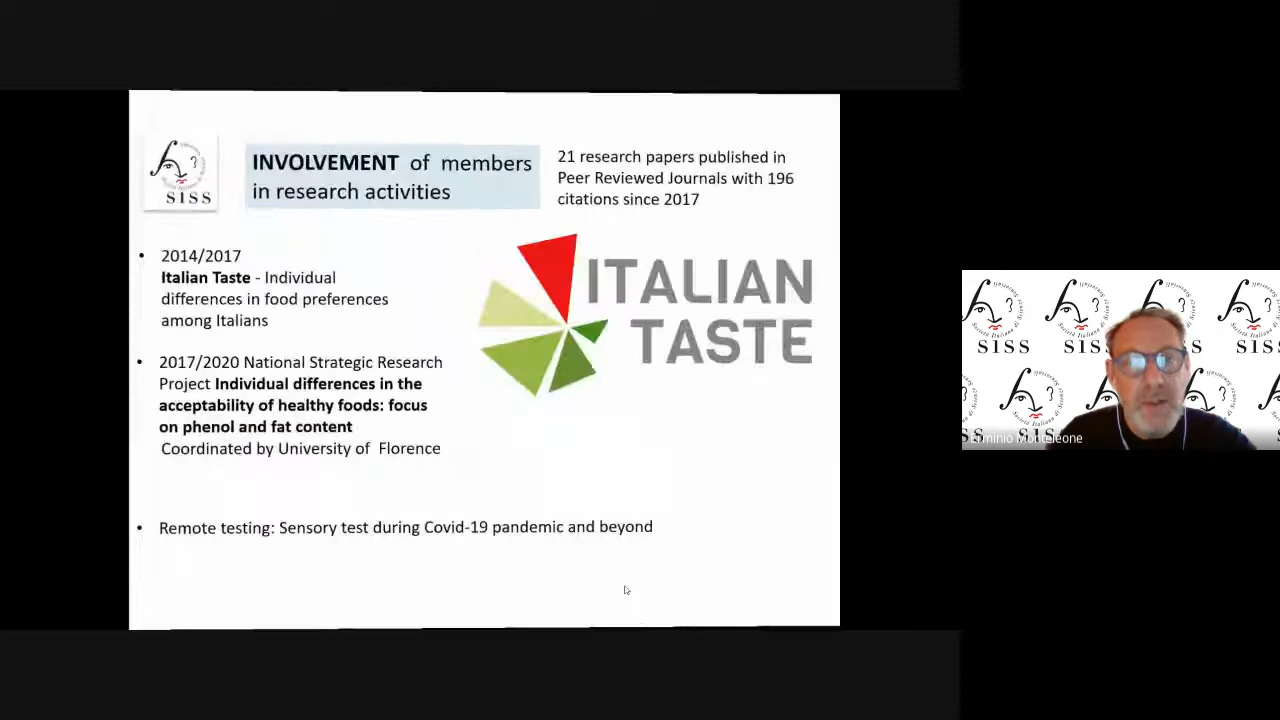 SISS
INVOLVEMENT of members
in research activities
21 research papers published in
Peer Reviewed Journals with 196
citations since 2017
• 2014/2017
Italian Taste - Individual
differences in food preferences
among Italians
ITALIAN
TASTE
• 2017/2020 National Strategic Research
Project Individual differences in the
acceptability of healthy foods: focus
on phenol and fat content
Coordinated by University of Florence
• Remote testing: Sensory test during Covid-19 pandemic and beyond
SISS
SISS
SISS
Erminio Monteleone